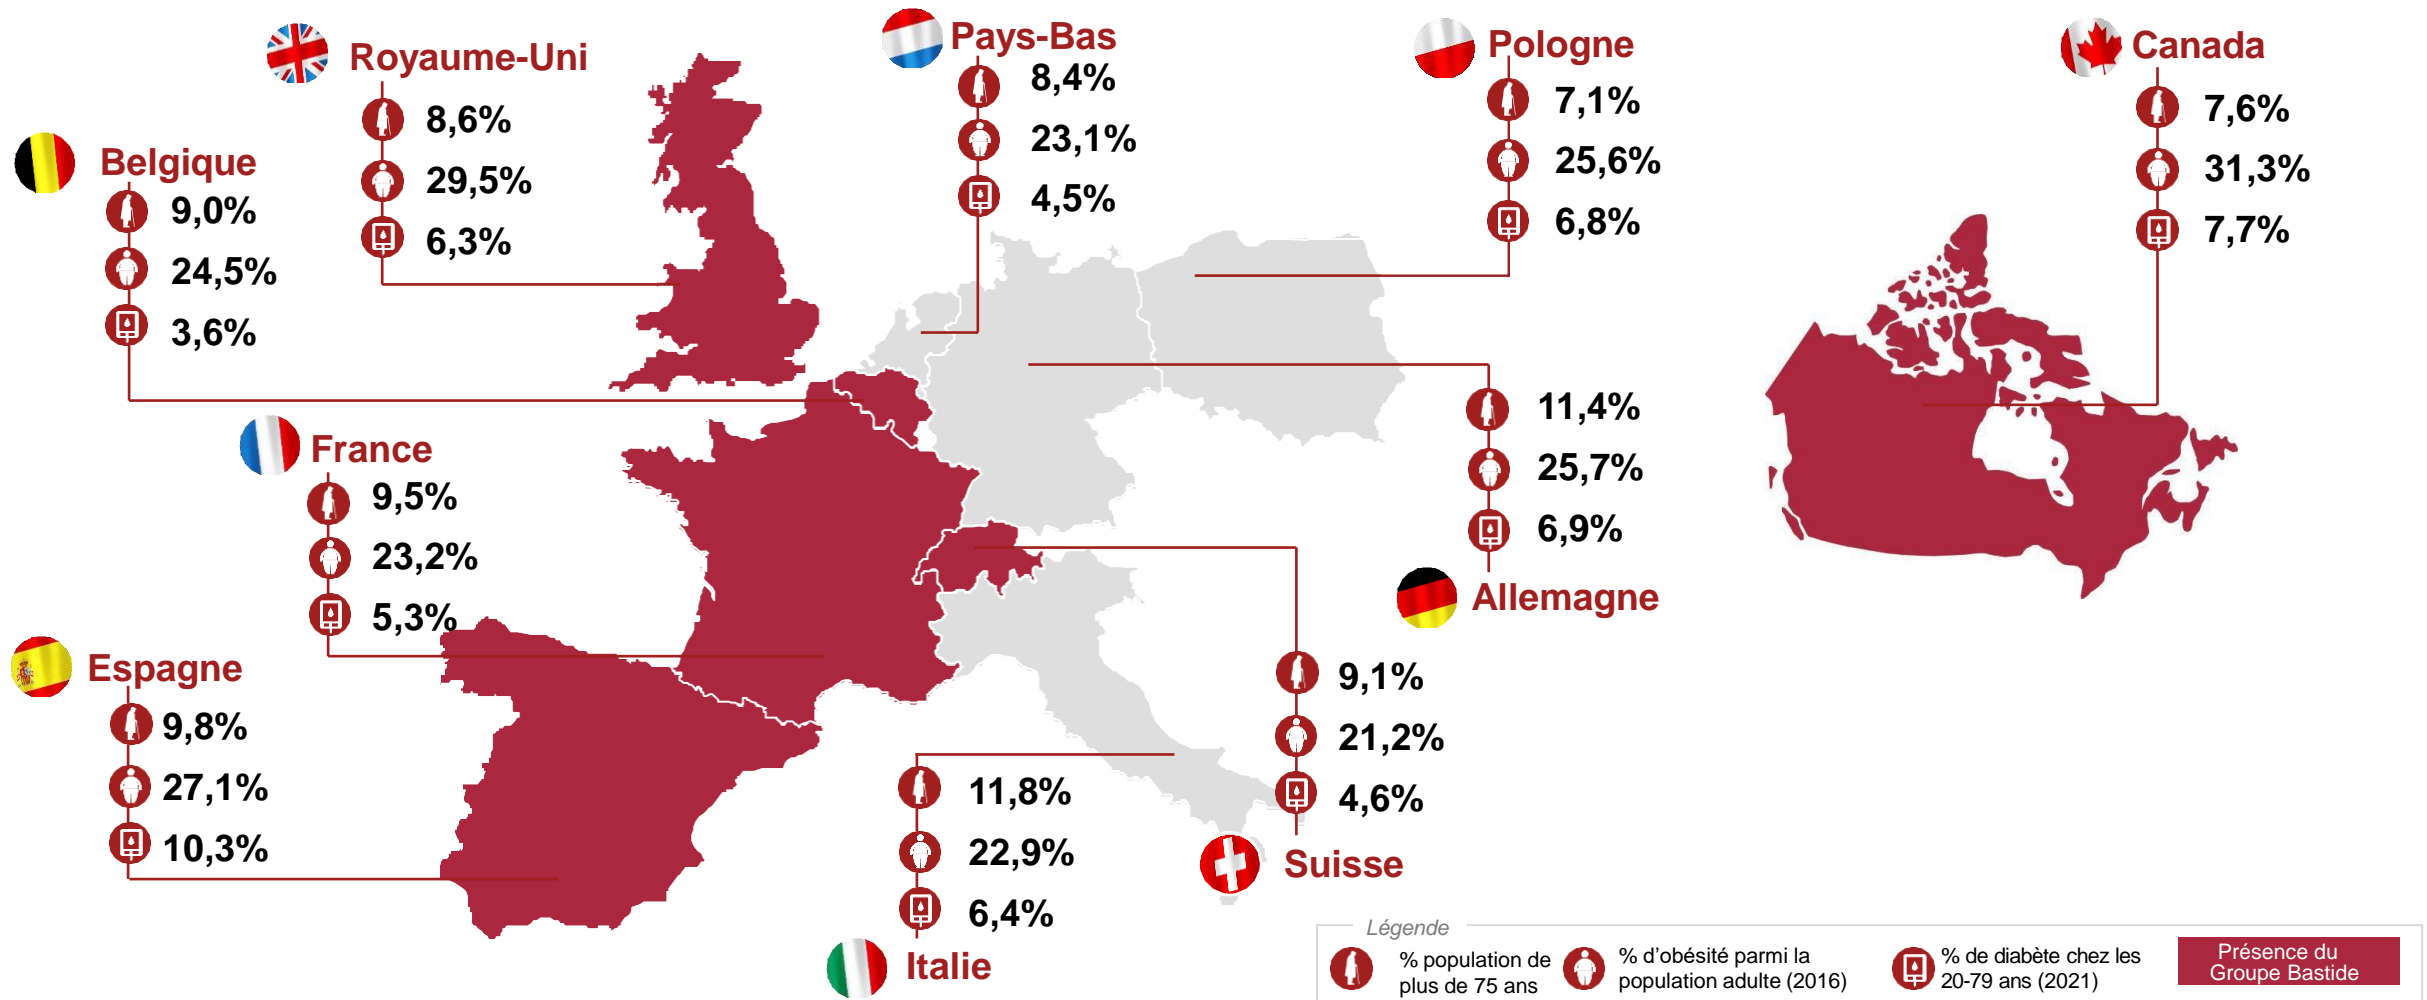 Royaume-Uni
8,6%
29,5%
6,3%
Pays-Bas
8,4%
23,1%
4,5%
Pologne
7,1%
25,6%
6,8%
Canada
7,6%
31,3%
7,7%
Belgique
9,0%
24,5%
3,6%
France
9,5%
23,2%
5,3%
11,4%
25,7%
6,9%
Allemagne
Espagne
9,8%
27,1%
10,3%
11,8%
22,9%
6,4%
Italie
9,1%
21,2%
4,6%
Suisse
Légende
% population de
plus de 75 ans
% d'obésité parmi la
population adulte (2016)
% de diabète chez les
20-79 ans (2021)
Présence du
Groupe Bastide